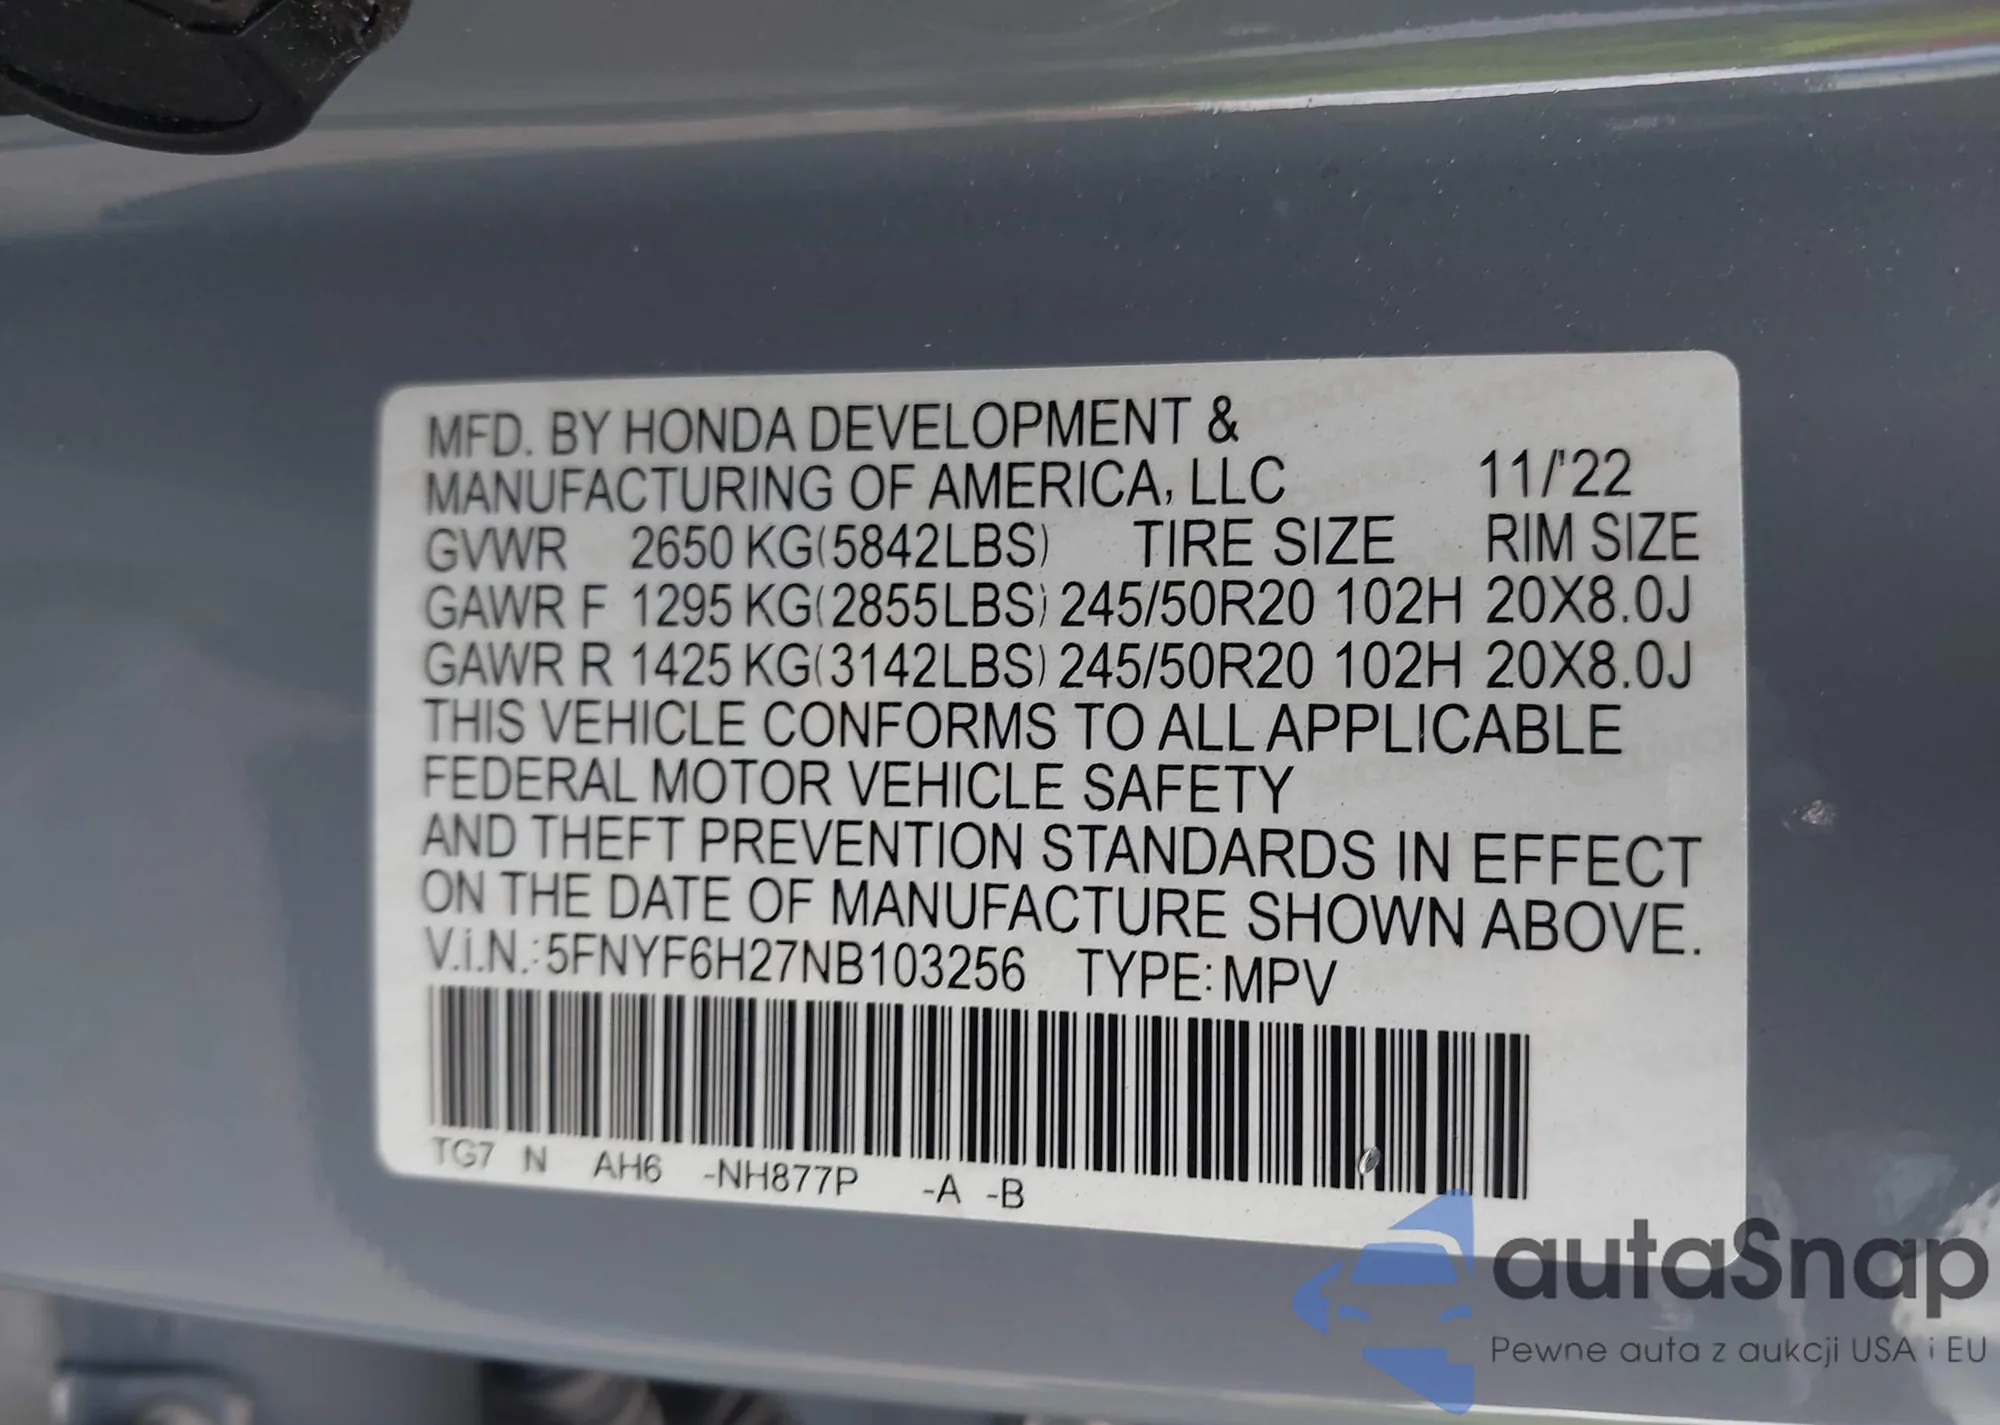 MFD. BY HONDA DEVELOPMENT &
MANUFACTURING OF AMERICA, LLC 11/'22
GVWR 2650 KG(5842LBS) TIRE SIZE RIM SIZE
GAWR F 1295 KG(2855LBS) 245/50R20 102H 20X8.0J
GAWR R 1425 KG(3142LBS) 245/50R20 102H 20X8.0J
THIS VEHICLE CONFORMS TO ALL APPLICABLE
FEDERAL MOTOR VEHICLE SAFETY
AND THEFT PREVENTION STANDARDS IN EFFECT
ON THE DATE OF MANUFACTURE SHOWN ABOVE.
V.I.N.: 5FNYF6H27NB103256 TYPE: MPV
TG7 N AH6 -NH877P -A -B
autaSnap
Pewne auta z aukcji USA i EU